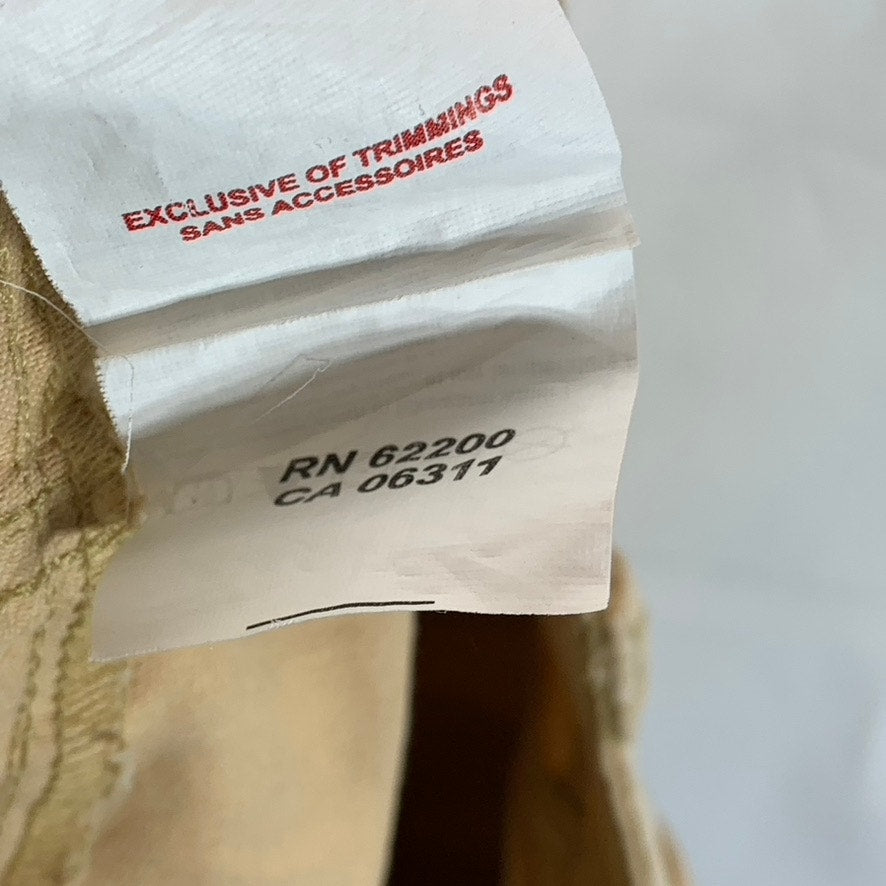 EXCLUSIVE OF TRIMMINGS
SANS ACCESSOIRES
RN 62200
CA 06311